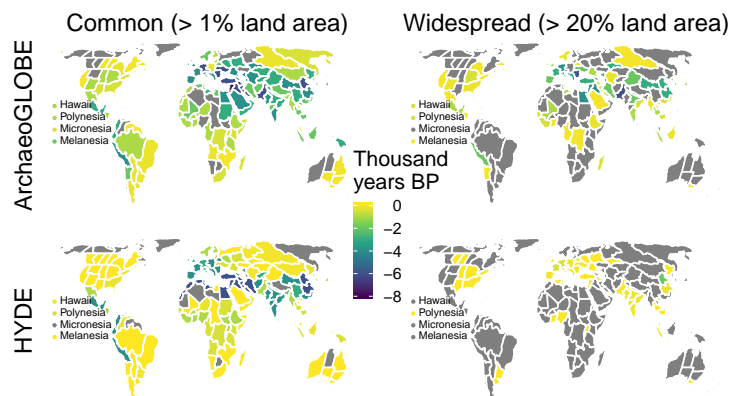 Common (> 1% land area)
Widespread (> 20% land area)
ArchaeoGLOBE
Hawaii
Polynesia
Micronesia
Melanesia
Hawaii
Polynesia
Micronesia
Melanesia
Thousand
years BP
0
−2
−4
−6
−8
HYDE
Hawaii
Polynesia
Micronesia
Melanesia
Hawaii
Polynesia
Micronesia
Melanesia